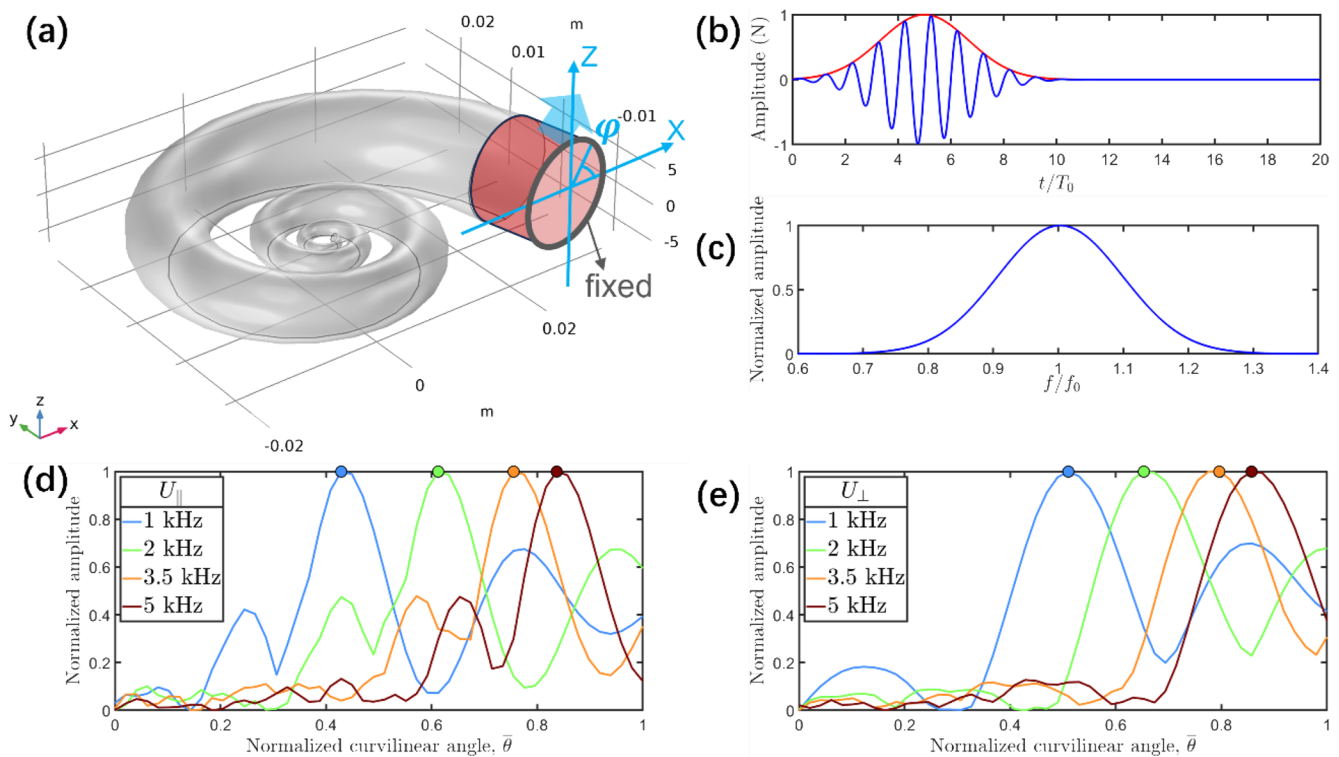 (a)
0.02
m
0.01
-0.01
Z
φ
X
5
0
-5
fixed
0.02
0
m
-0.02
z
y
x
(b)
Amplitude (N)
1
0
-1
0 2 4 6 8 10 12 14 16 18 20
t/T₀
(c)
Normalized amplitude
1
0.5
0
0.6 0.7 0.8 0.9 1 1.1 1.2 1.3 1.4
f/f₀
(d)
Normalized amplitude
1
0.8
0.6
0.4
0.2
0
U∥
1 kHz
2 kHz
3.5 kHz
5 kHz
0 0.2 0.4 0.6 0.8 1
Normalized curvilinear angle, θ̄
(e)
Normalized amplitude
1
0.8
0.6
0.4
0.2
0
U⊥
1 kHz
2 kHz
3.5 kHz
5 kHz
0 0.2 0.4 0.6 0.8 1
Normalized curvilinear angle, θ̄